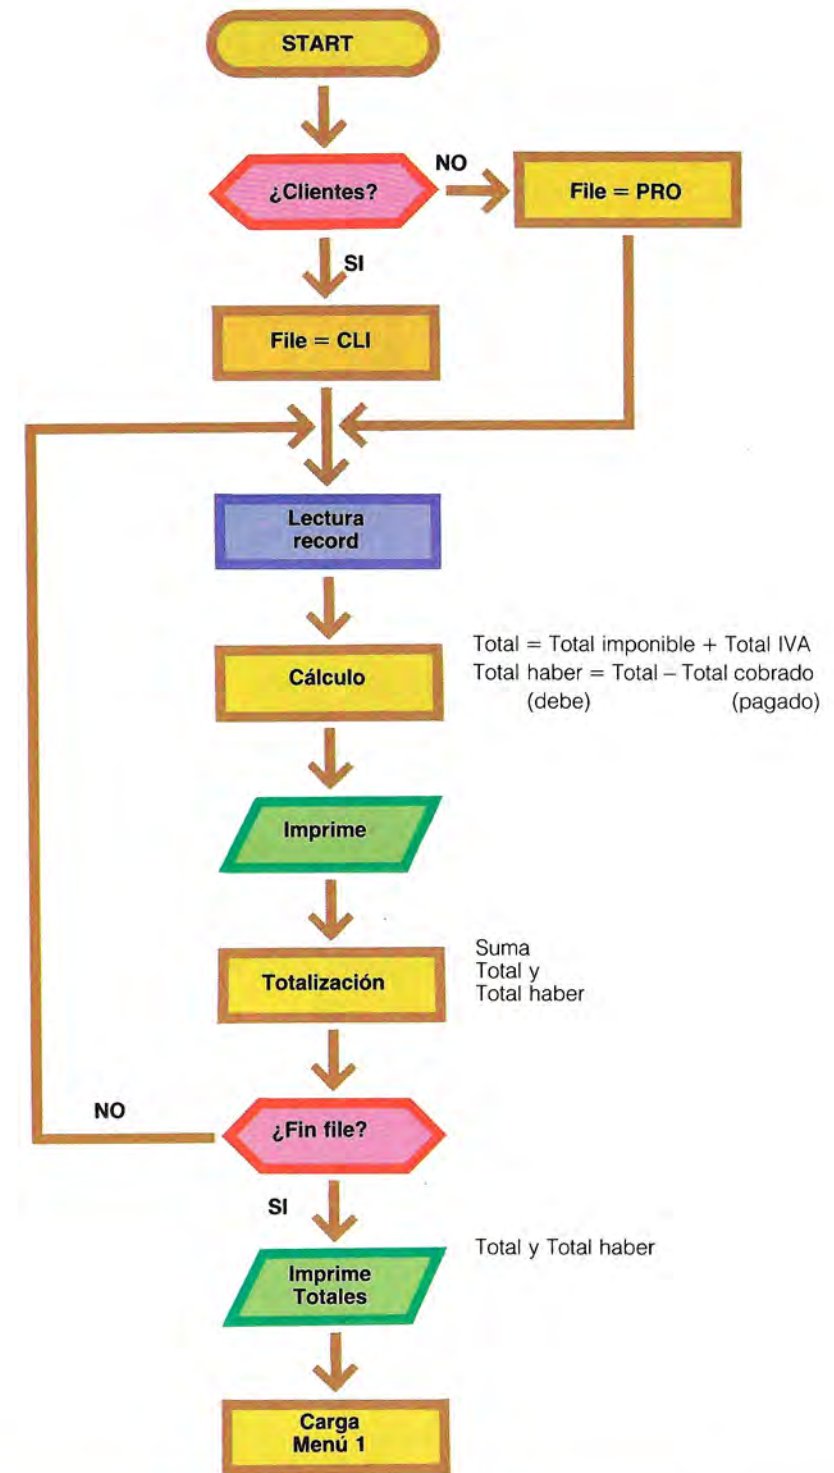 START
¿Clientes?
NO
File = PRO
SI
File = CLI
Lectura
record
Cálculo
Total = Total imponible + Total IVA
Total haber = Total – Total cobrado
(debe) (pagado)
Imprime
Totalización
Suma
Total y
Total haber
¿Fin file?
NO
SI
Imprime
Totales
Total y Total haber
Carga
Menú 1